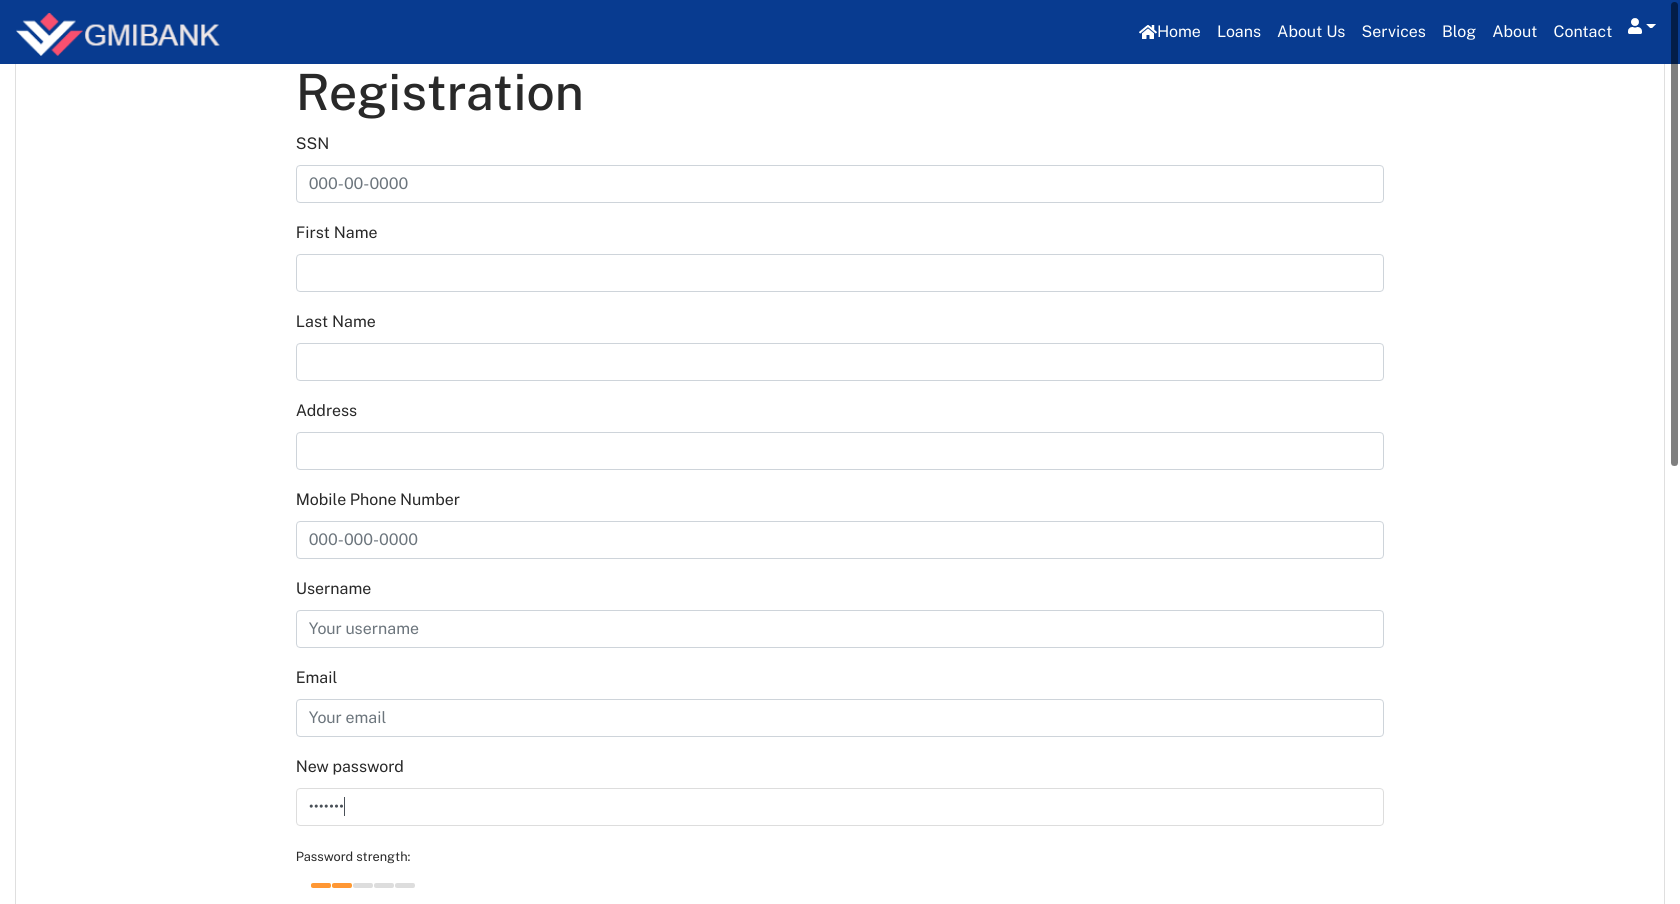 GMIBANK
Home Loans About Us Services Blog About Contact
Registration
SSN
000-00-0000
First Name
Last Name
Address
Mobile Phone Number
000-000-0000
Username
Your username
Email
Your email
New password
•••••••
Password strength: